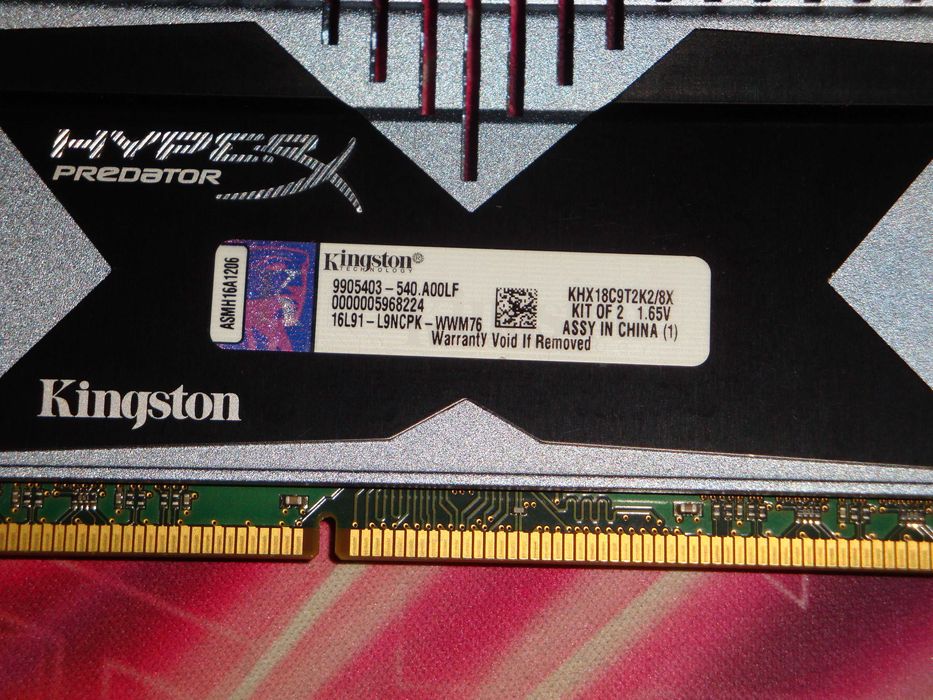 HYPERX
PREDATOR
ASMH16A1206
Kingston®
TECHNOLOGY
9905403-540.A00LF
0000005968224
16L91-L9NCPK-WWM76
KHX18C9T2K2/8X
KIT OF 2 1.65V
ASSY IN CHINA (1)
Warranty Void If Removed
Kingston